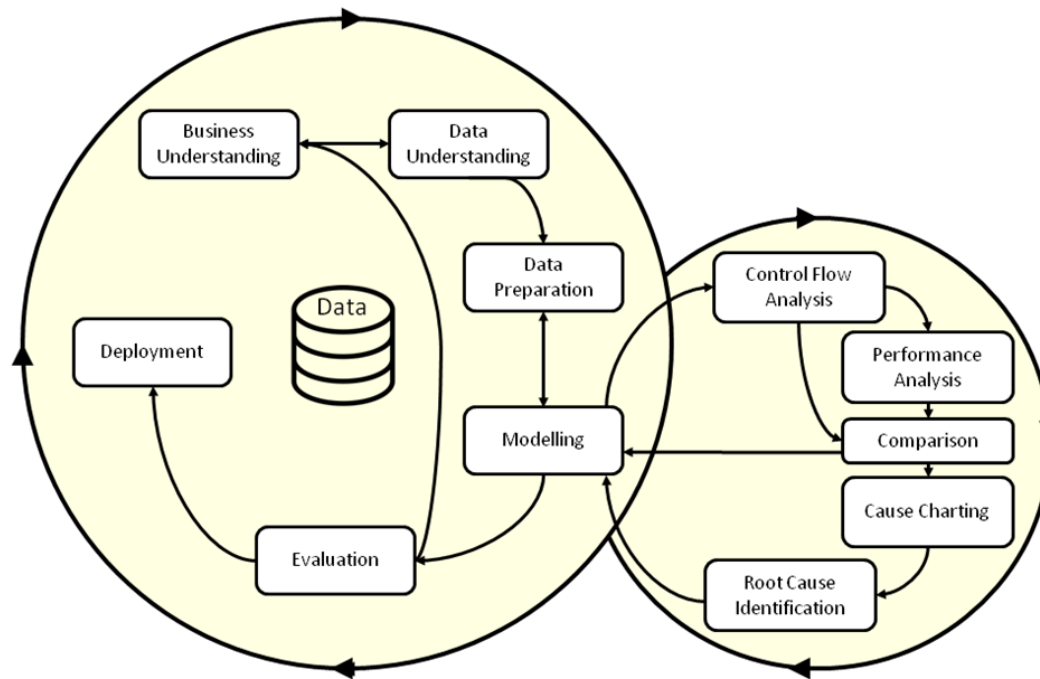 Business
Understanding
Data
Understanding
Data
Preparation
Data
Deployment
Modelling
Evaluation
Control Flow
Analysis
Performance
Analysis
Comparison
Cause Charting
Root Cause
Identification